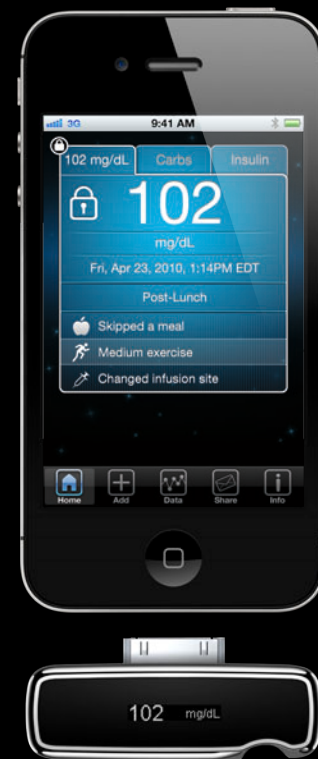 3G 9:41 AM
102 mg/dL Carbs Insulin
102
mg/dL
Fri, Apr 23, 2010, 1:14PM EDT
Post-Lunch
Skipped a meal
Medium exercise
Changed infusion site
Home Add Data Share Info
102 mg/dL